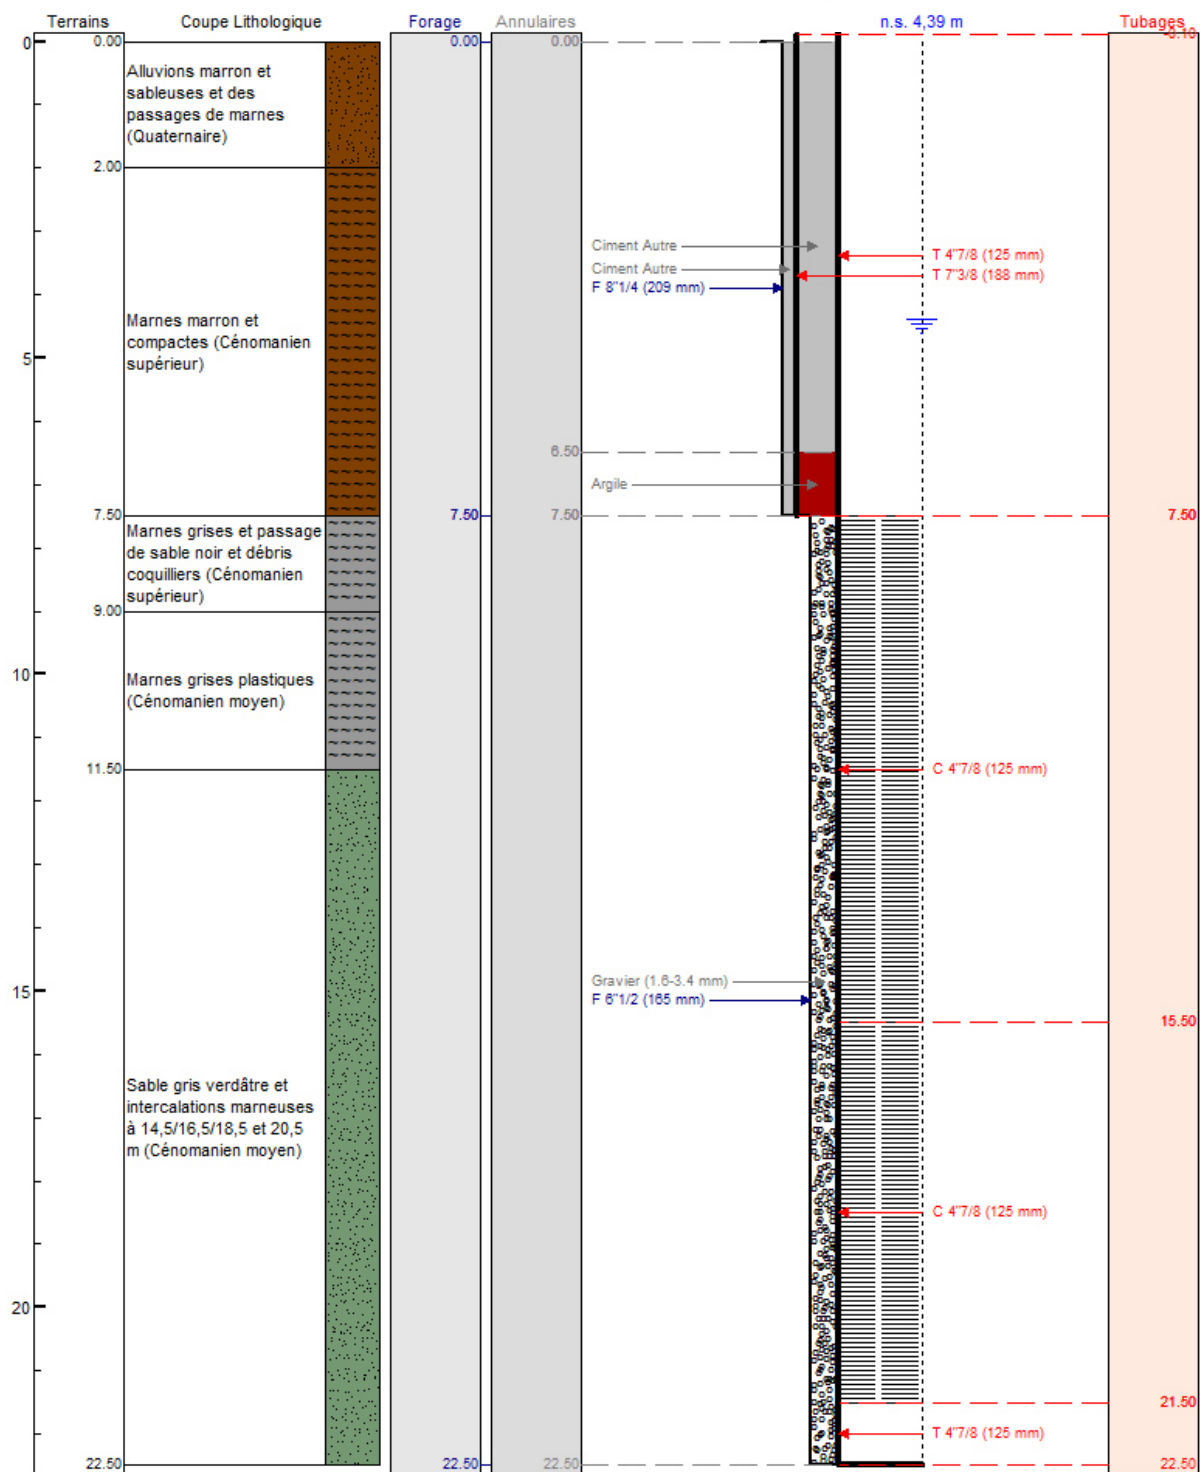 Terrains
Coupe Lithologique
Forage
Annulaires
n.s. 4,39 m
Tubages
0
0.00
0.00
0.00
-0.10
Alluvions marron et
sableuses et des
passages de marnes
(Quaternaire)
2.00
Ciment Autre
T 4"7/8 (125 mm)
Ciment Autre
T 7"3/8 (188 mm)
F 8"1/4 (209 mm)
Marnes marron et
compactes (Cénomanien
supérieur)
5
6.50
Argile
7.50
7.50
7.50
7.50
Marnes grises et passage
de sable noir et débris
coquilliers (Cénomanien
supérieur)
9.00
10
Marnes grises plastiques
(Cénomanien moyen)
11.50
C 4"7/8 (125 mm)
15
Gravier (1.6-3.4 mm)
F 6"1/2 (165 mm)
15.50
Sable gris verdâtre et
intercalations marneuses
à 14,5/16,5/18,5 et 20,5
m (Cénomanien moyen)
C 4"7/8 (125 mm)
20
21.50
T 4"7/8 (125 mm)
22.50
22.50
22.50
22.50